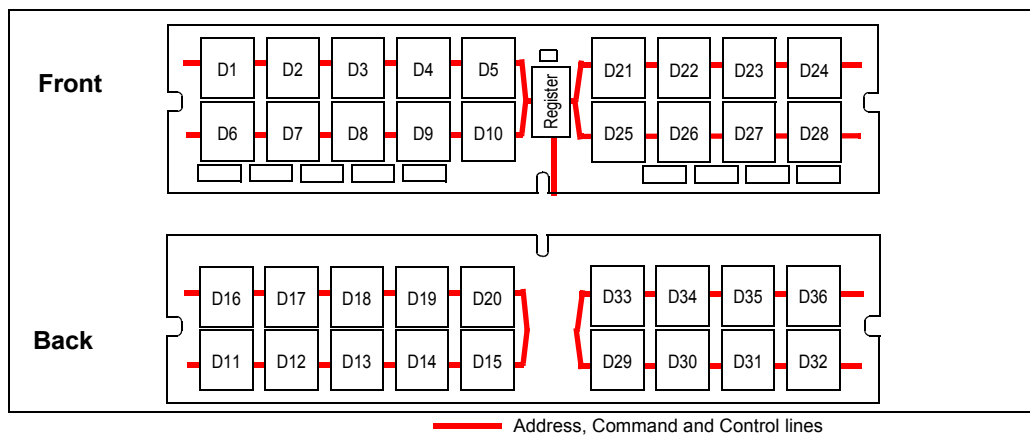 Front
D1 D2 D3 D4 D5 Register D21 D22 D23 D24
D6 D7 D8 D9 D10 D25 D26 D27 D28
Back
D16 D17 D18 D19 D20 D33 D34 D35 D36
D11 D12 D13 D14 D15 D29 D30 D31 D32
Address, Command and Control lines